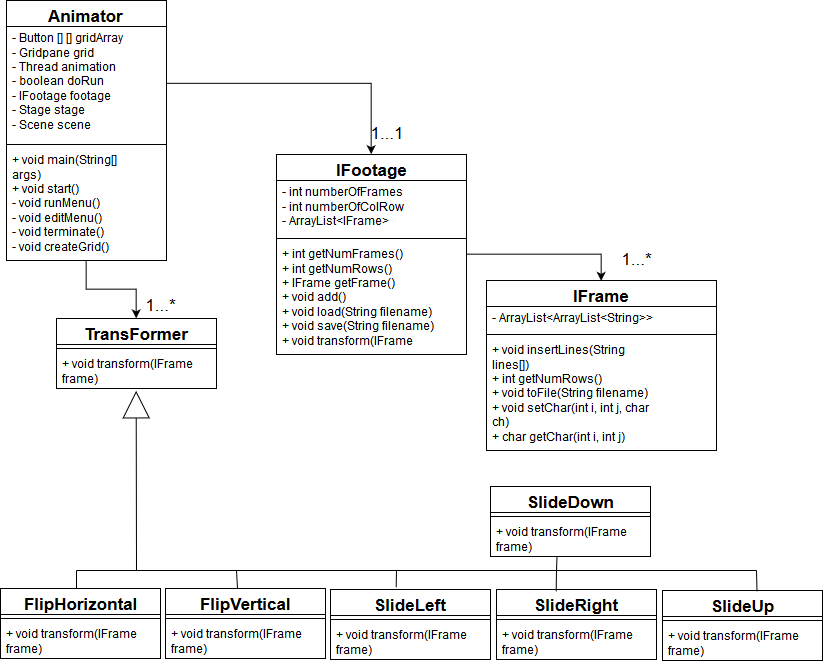 Animator
- Button [] [] gridArray
- Gridpane grid
- Thread animation
- boolean doRun
- IFootage footage
- Stage stage
- Scene scene
+ void main(String[]
args)
+ void start()
- void runMenu()
- void editMenu()
- void terminate()
- void createGrid()
1...1
IFootage
- int numberOfFrames
- int numberOfColRow
- ArrayList<IFrame>
+ int getNumFrames()
+ int getNumRows()
+ IFrame getFrame()
+ void add()
+ void load(String filename)
+ void save(String filename)
+ void transform(IFrame
1...*
IFrame
- ArrayList<ArrayList<String>>
+ void insertLines(String
lines[])
+ int getNumRows()
+ void toFile(String filename)
+ void setChar(int i, int j, char
ch)
+ char getChar(int i, int j)
1...*
TransFormer
+ void transform(IFrame
frame)
SlideDown
+ void transform(IFrame
frame)
FlipHorizontal
+ void transform(IFrame
frame)
FlipVertical
+ void transform(IFrame
frame)
SlideLeft
+ void transform(IFrame
frame)
SlideRight
+ void transform(IFrame
frame)
SlideUp
+ void transform(IFrame
frame)